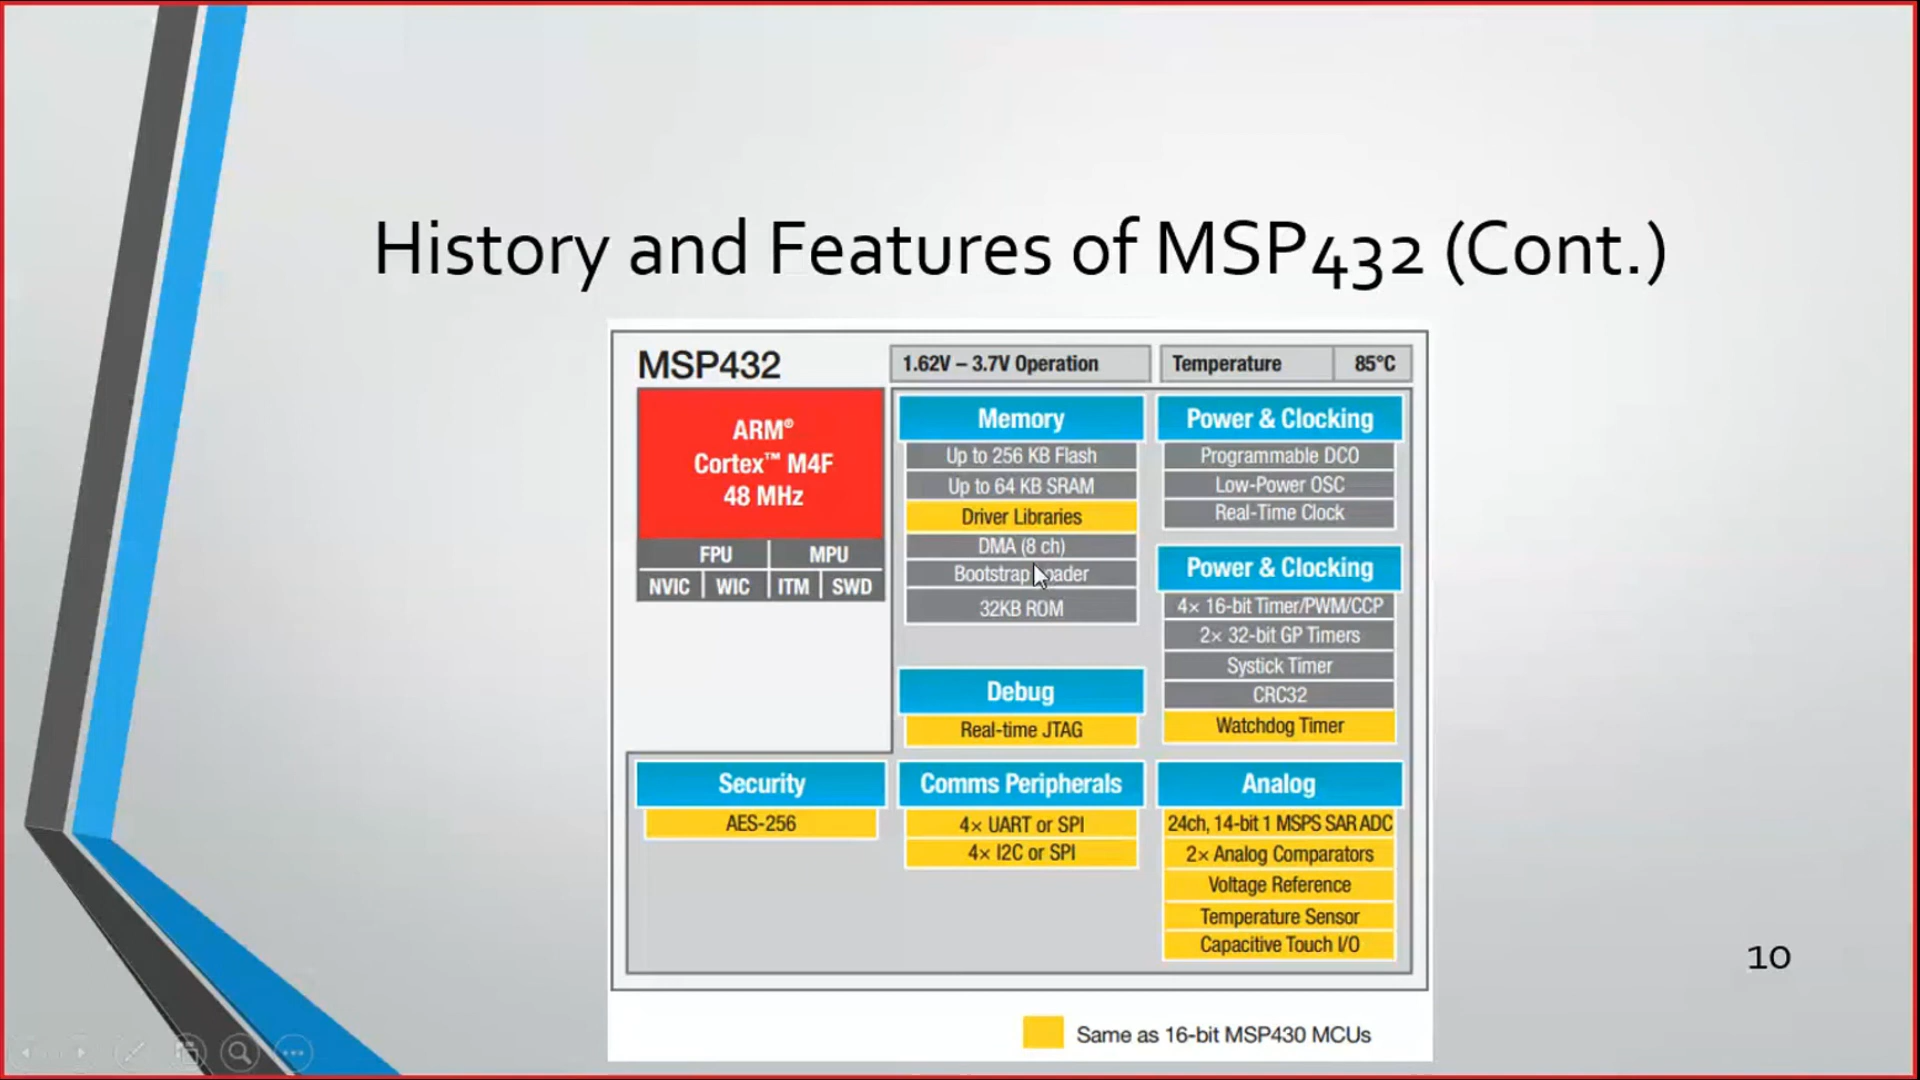 History and Features of MSP432 (Cont.)
MSP432
1.62V – 3.7V Operation
Temperature 85°C
ARM®
Cortex™ M4F
48 MHz
FPU MPU
NVIC WIC ITM SWD
Memory
Up to 256 KB Flash
Up to 64 KB SRAM
Driver Libraries
DMA (8 ch)
Bootstrap Loader
32KB ROM
Power & Clocking
Programmable DCO
Low-Power OSC
Real-Time Clock
Power & Clocking
4× 16-bit Timer/PWM/CCP
2× 32-bit GP Timers
Systick Timer
CRC32
Watchdog Timer
Debug
Real-time JTAG
Security
AES-256
Comms Peripherals
4× UART or SPI
4× I2C or SPI
Analog
24ch, 14-bit 1 MSPS SAR ADC
2× Analog Comparators
Voltage Reference
Temperature Sensor
Capacitive Touch I/O
10
Same as 16-bit MSP430 MCUs